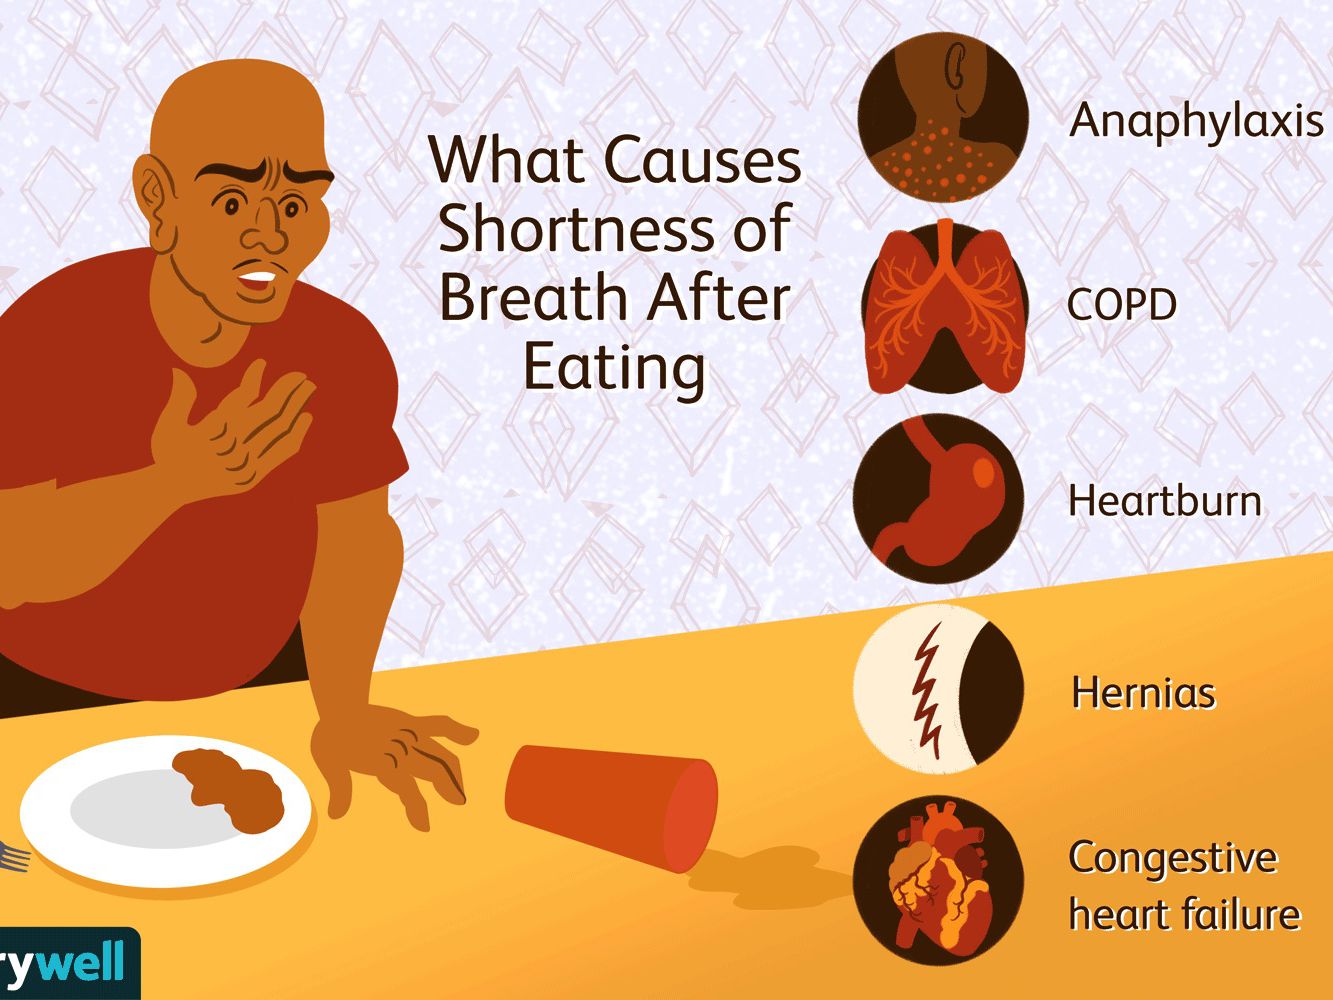 What Causes
Shortness of
Breath After
Eating
Anaphylaxis
COPD
Heartburn
Hernias
Congestive
heart failure
rywell